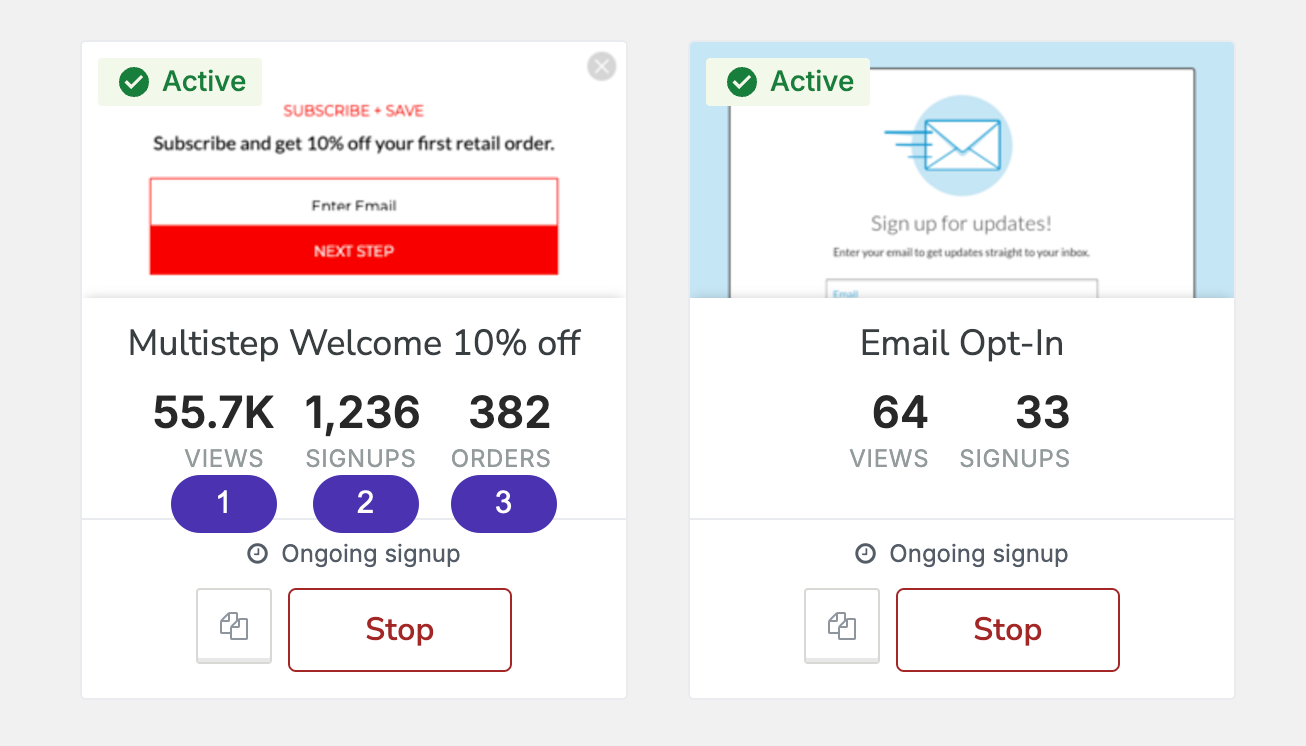 Active
SUBSCRIBE + SAVE
Subscribe and get 10% off your first retail order.
Enter Email
NEXT STEP
Multistep Welcome 10% off
55.7K 1,236 382
VIEWS SIGNUPS ORDERS
1 2 3
Ongoing signup
Stop
Active
Sign up for updates!
Enter your email to get updates straight to your inbox.
Email
Email Opt-In
64 33
VIEWS SIGNUPS
Ongoing signup
Stop